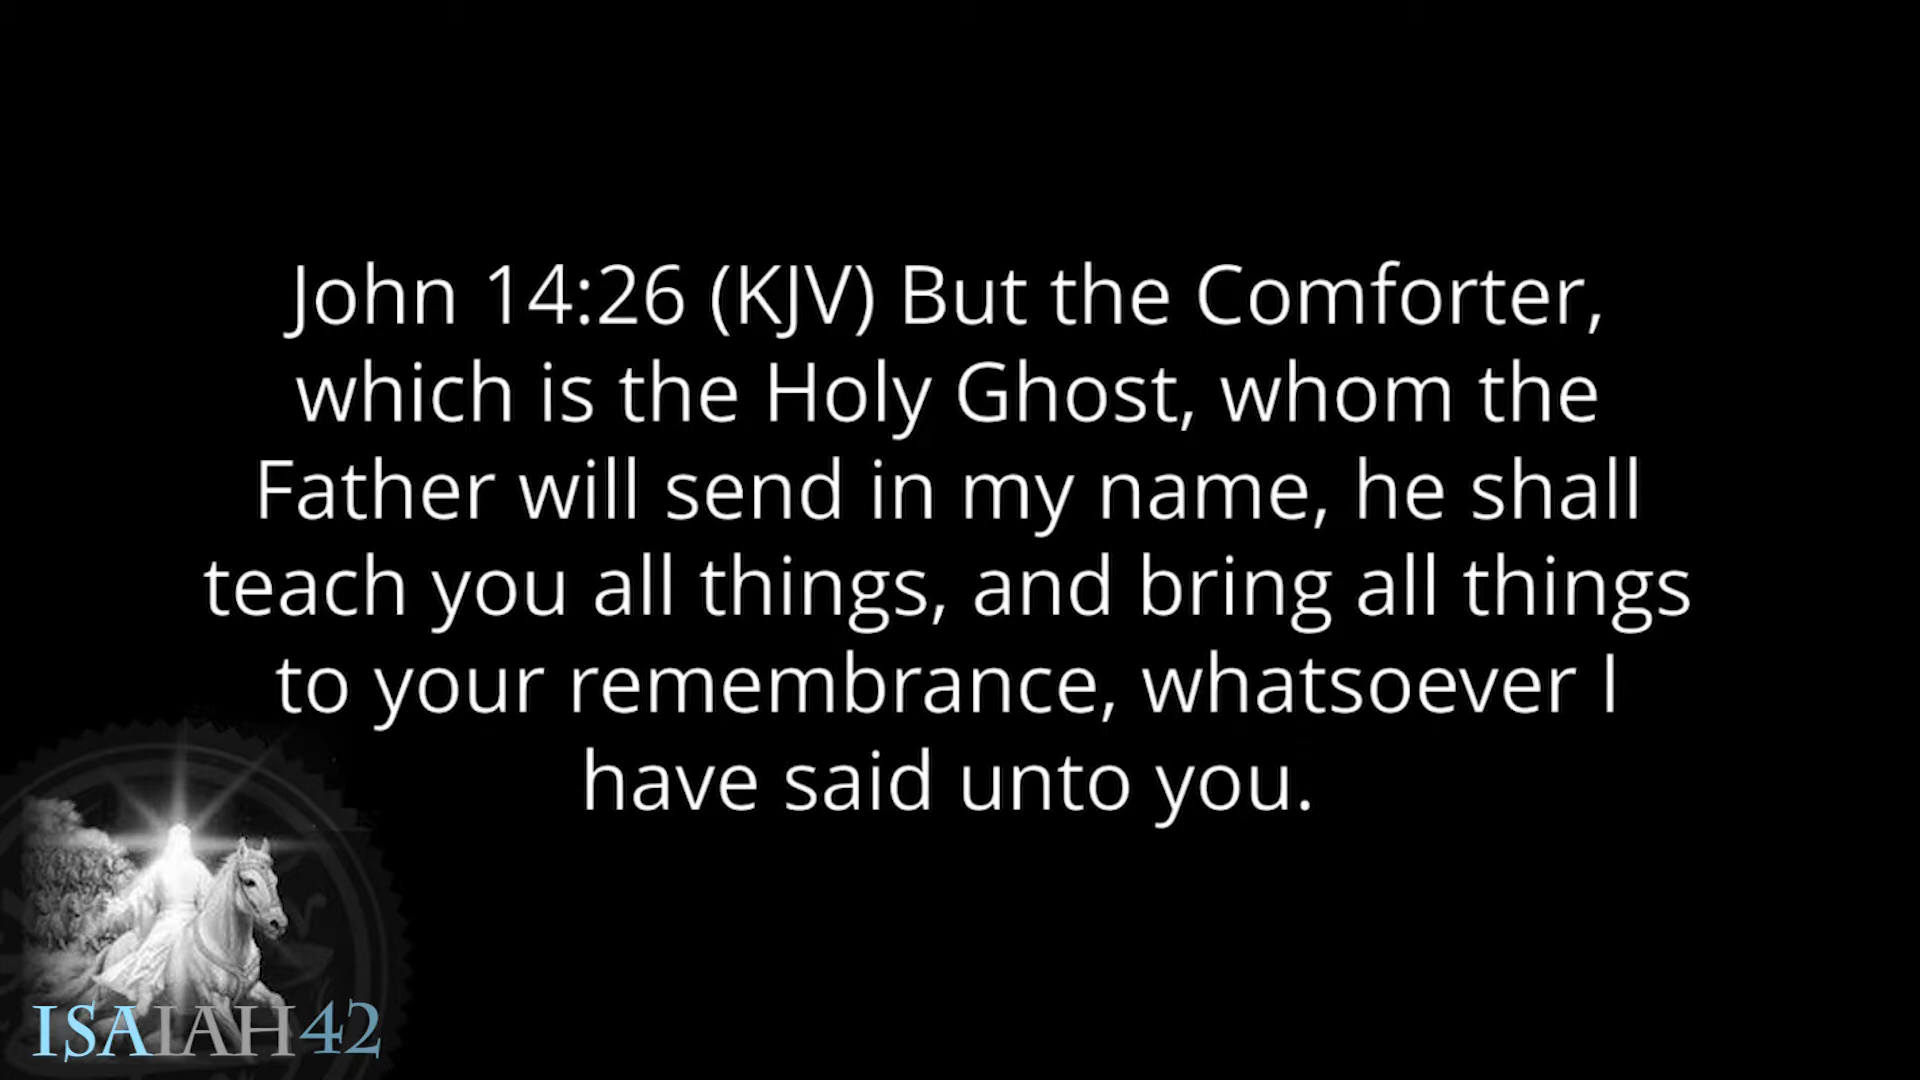 John 14:26 (KJV) But the Comforter,
which is the Holy Ghost, whom the
Father will send in my name, he shall
teach you all things, and bring all things
to your remembrance, whatsoever I
have said unto you.
ISAIAH 42